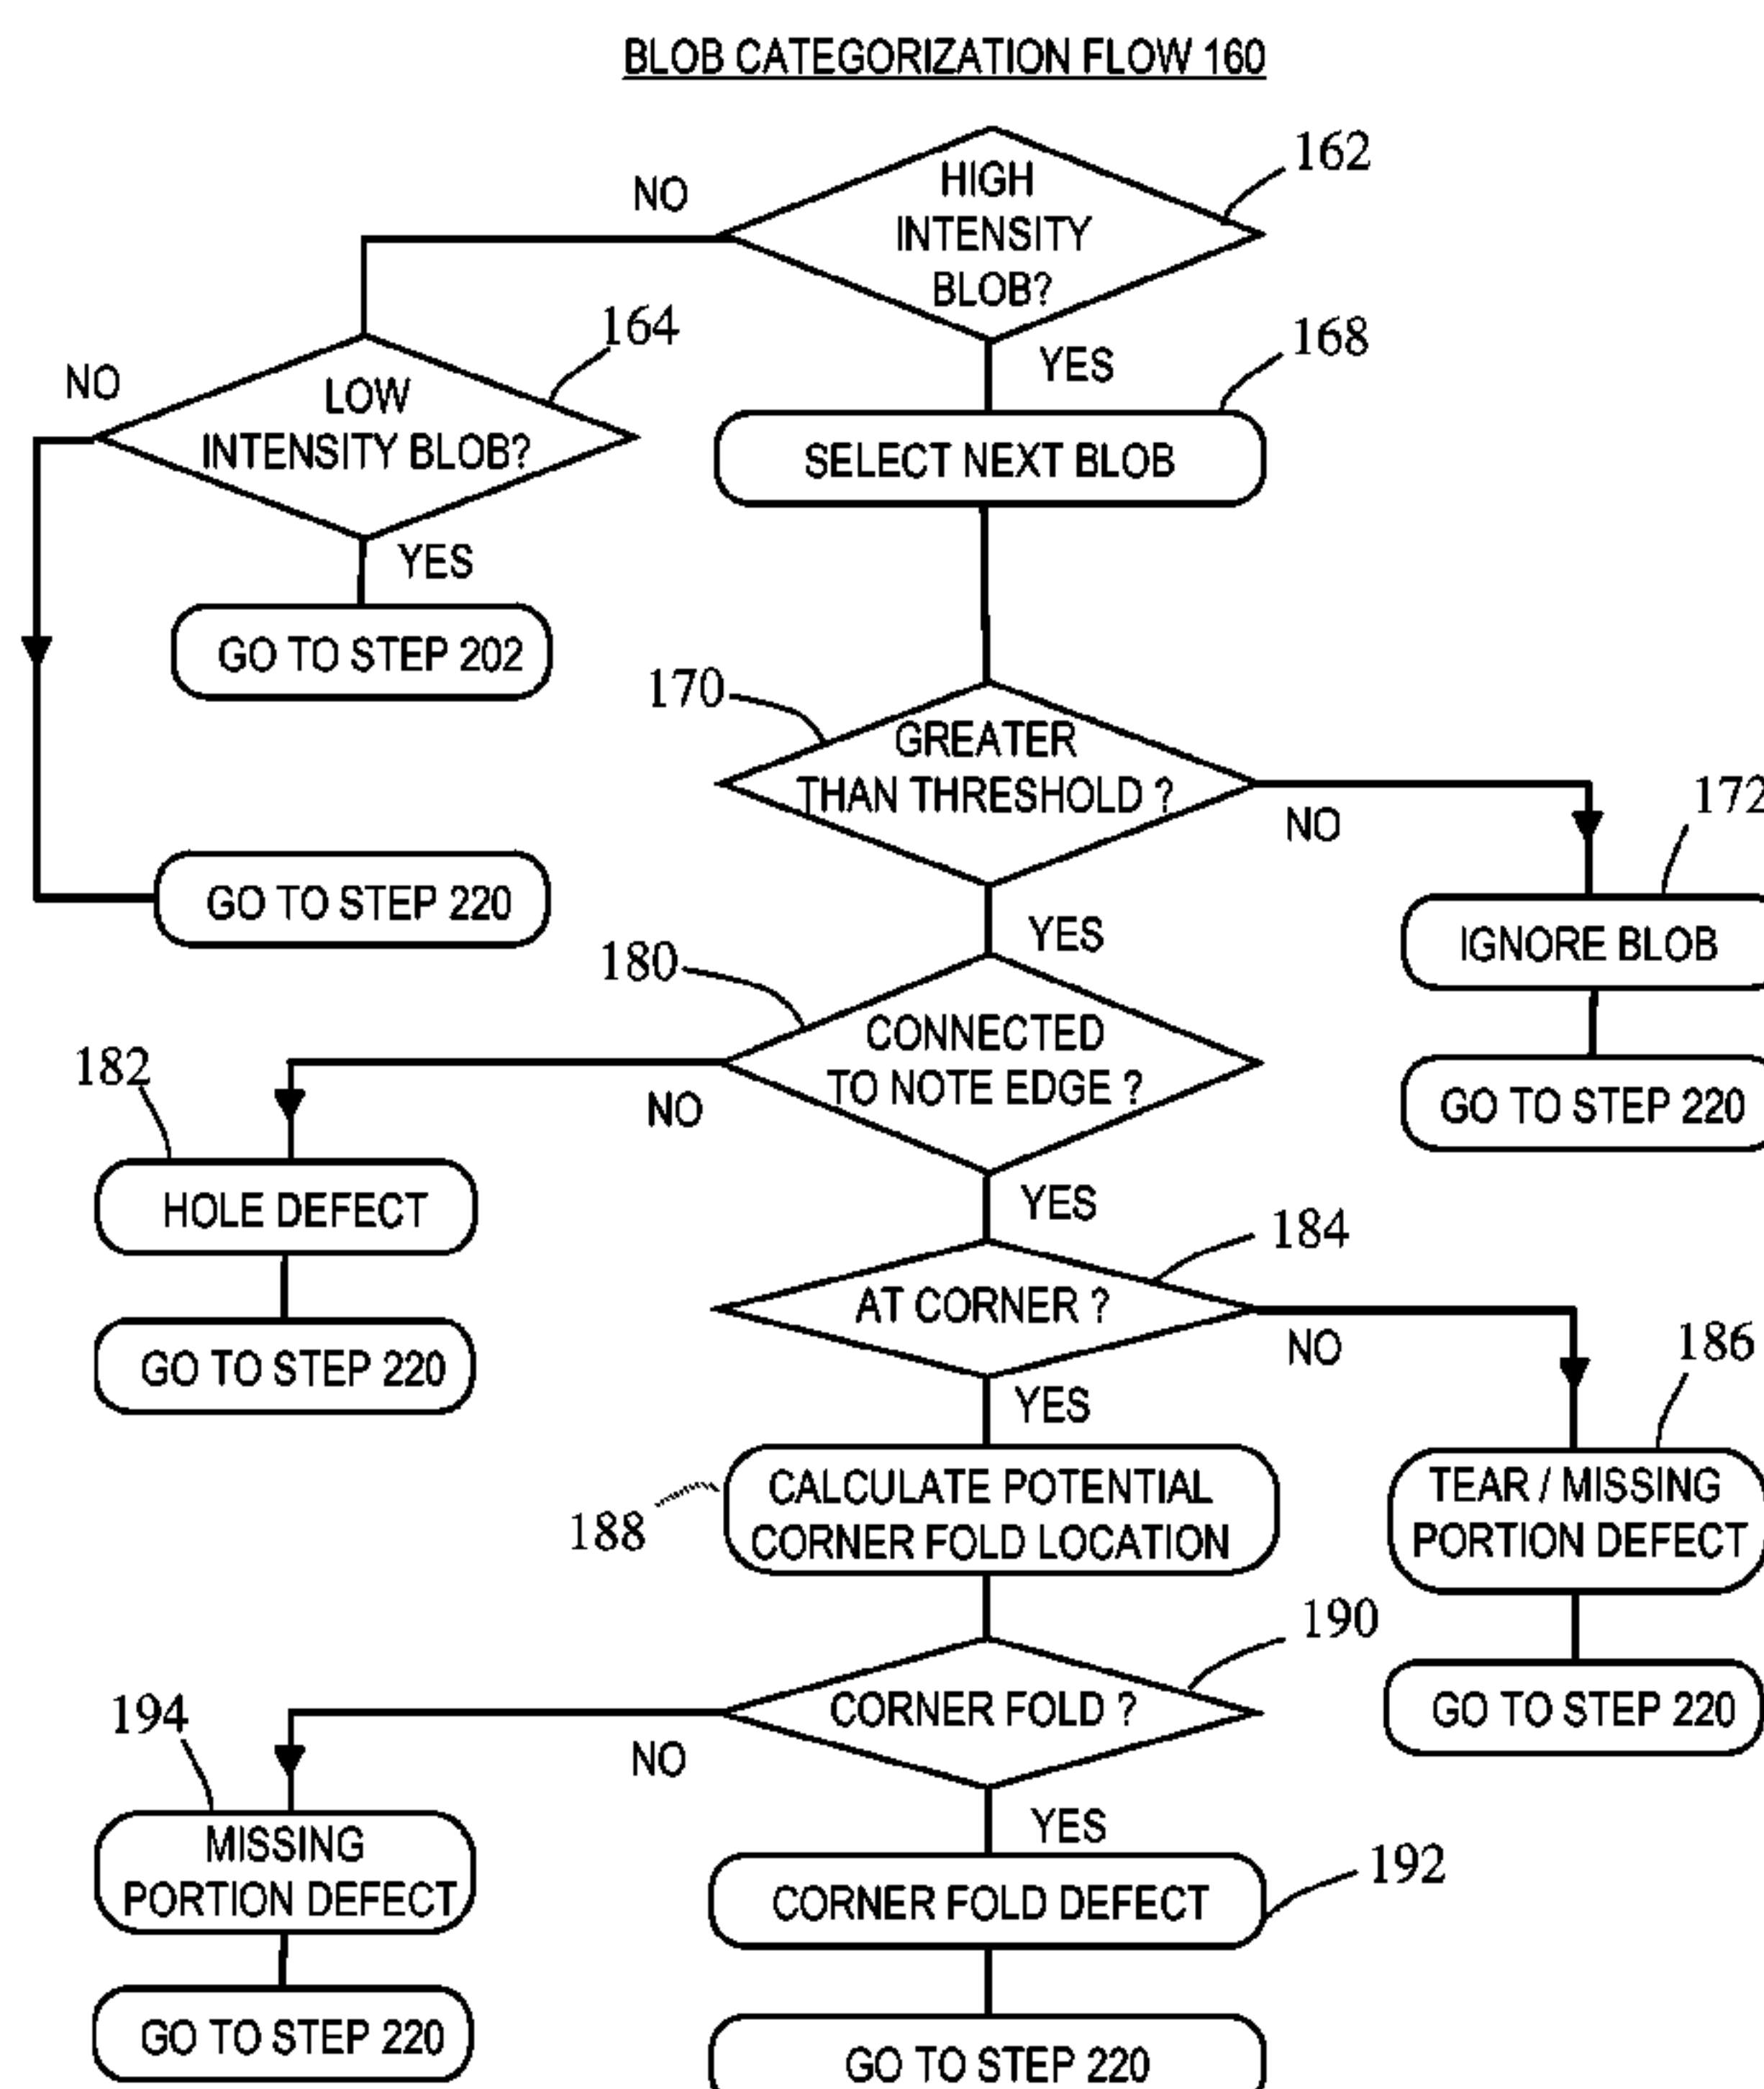 BLOB CATEGORIZATION FLOW 160
162
HIGH
INTENSITY
BLOB?
NO
YES
164
LOW
INTENSITY BLOB?
NO
YES
168
SELECT NEXT BLOB
GO TO STEP 202
170
GREATER
THAN THRESHOLD ?
NO
YES
172
IGNORE BLOB
GO TO STEP 220
GO TO STEP 220
180
CONNECTED
TO NOTE EDGE ?
NO
YES
182
HOLE DEFECT
GO TO STEP 220
184
AT CORNER ?
NO
YES
186
TEAR / MISSING
PORTION DEFECT
GO TO STEP 220
188
CALCULATE POTENTIAL
CORNER FOLD LOCATION
190
CORNER FOLD ?
NO
YES
194
MISSING
PORTION DEFECT
GO TO STEP 220
192
CORNER FOLD DEFECT
GO TO STEP 220